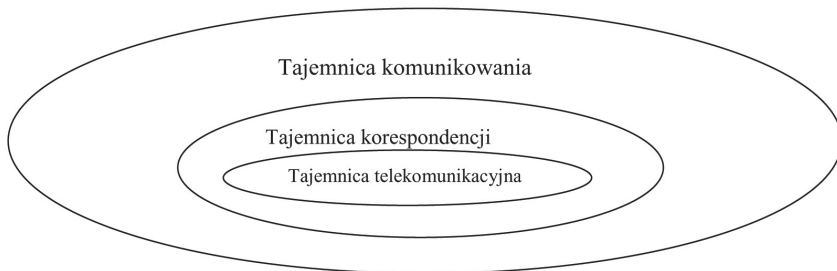 Tajemnica komunikowania
Tajemnica korespondencji
Tajemnica telekomunikacyjna